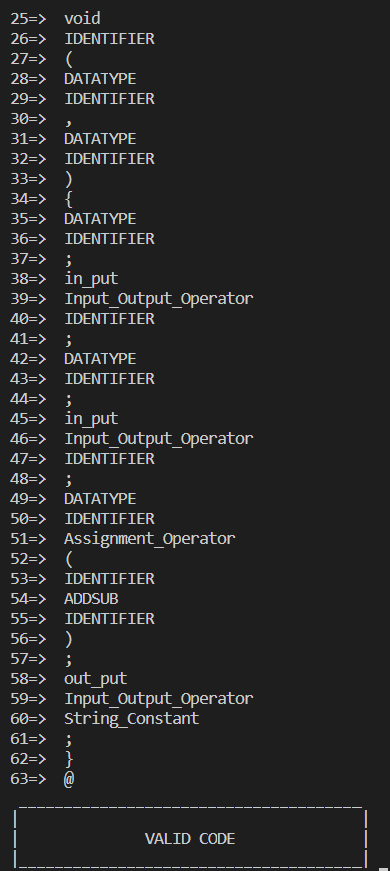 25=> void
26=> IDENTIFIER
27=> (
28=> DATATYPE
29=> IDENTIFIER
30=> ,
31=> DATATYPE
32=> IDENTIFIER
33=> )
34=> {
35=> DATATYPE
36=> IDENTIFIER
37=> ;
38=> in_put
39=> Input_Output_Operator
40=> IDENTIFIER
41=> ;
42=> DATATYPE
43=> IDENTIFIER
44=> ;
45=> in_put
46=> Input_Output_Operator
47=> IDENTIFIER
48=> ;
49=> DATATYPE
50=> IDENTIFIER
51=> Assignment_Operator
52=> (
53=> IDENTIFIER
54=> ADDSUB
55=> IDENTIFIER
56=> )
57=> ;
58=> out_put
59=> Input_Output_Operator
60=> String_Constant
61=> ;
62=> }
63=> @
VALID CODE